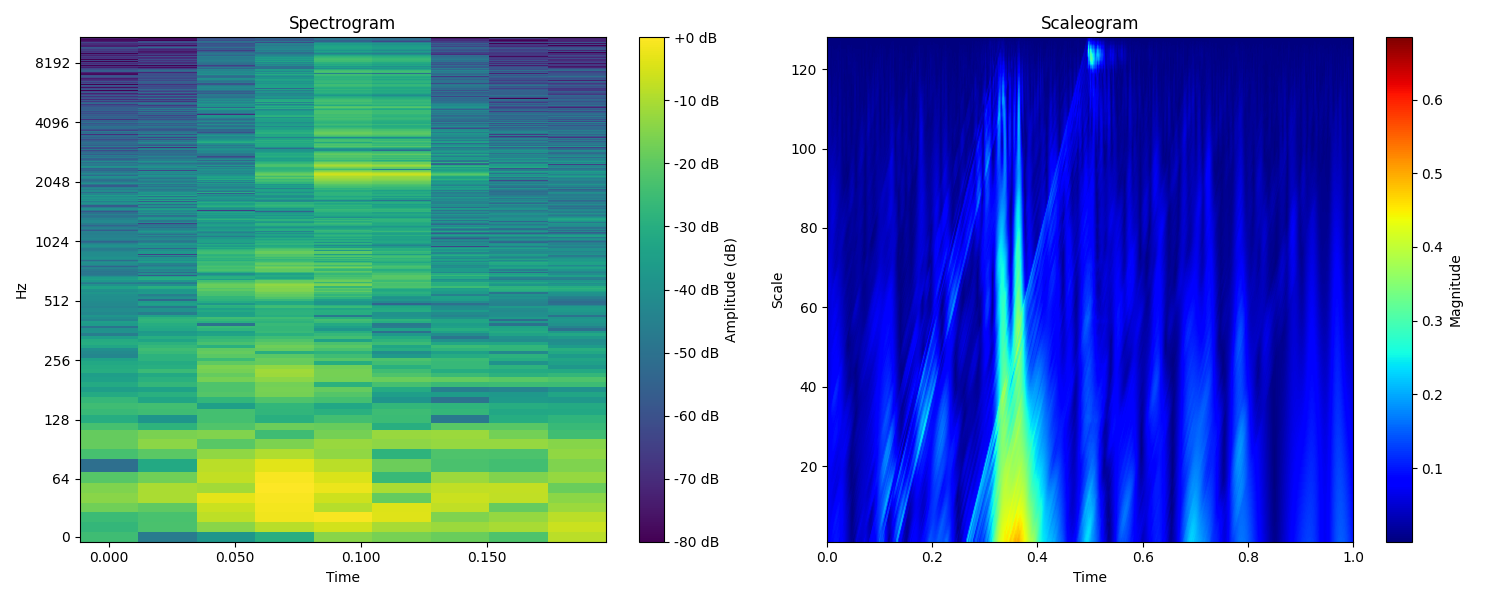 Spectrogram
8192
4096
2048
1024
512
256
128
64
0
Hz
0.000
0.050
0.100
0.150
Time
+0 dB
-10 dB
-20 dB
-30 dB
-40 dB
-50 dB
-60 dB
-70 dB
-80 dB
Amplitude (dB)
Scaleogram
120
100
80
60
40
20
Scale
0.0
0.2
0.4
0.6
0.8
1.0
Time
0.6
0.5
0.4
0.3
0.2
0.1
Magnitude